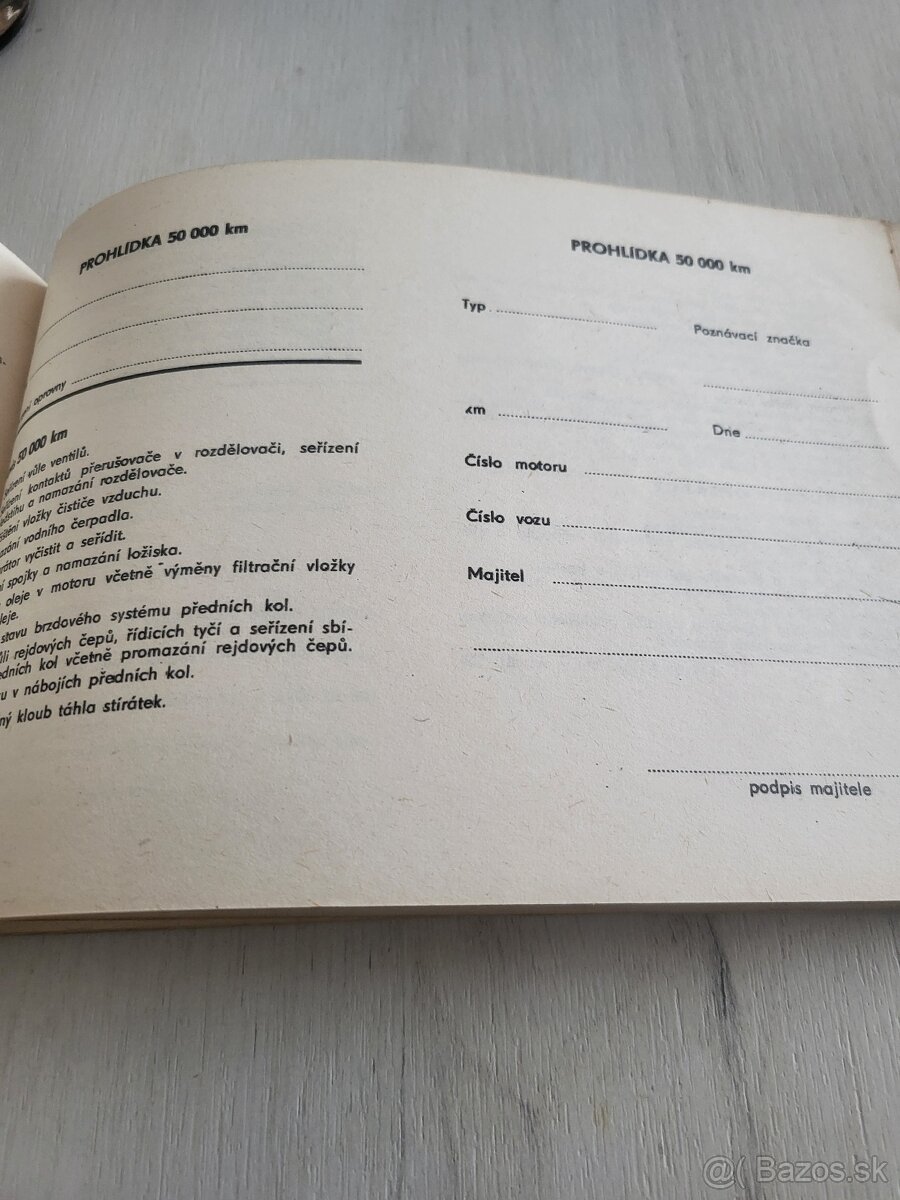 PROHLÍDKA 50 000 km
opravny
50 000 km
vůle ventilů.
kontaktů přerušovače v rozdělovači, seřízení
a namazání rozdělovače.
vložky čističe vzduchu.
vodního čerpadla.
vyčistit a seřídit.
spojky a namazání ložiska.
oleje v motoru včetně výměny filtrační vložky
stavu brzdového systému předních kol.
rejdových čepů, řídicích tyčí a seřízení sbí-
kol včetně promazání rejdových čepů.
v nábojích předních kol.
kloub táhla stírátek.
PROHLÍDKA 50 000 km
Typ
Poznávací značka
km
Dne
Číslo motoru
Číslo vozu
Majitel
podpis majitele
@( Bazos.sk